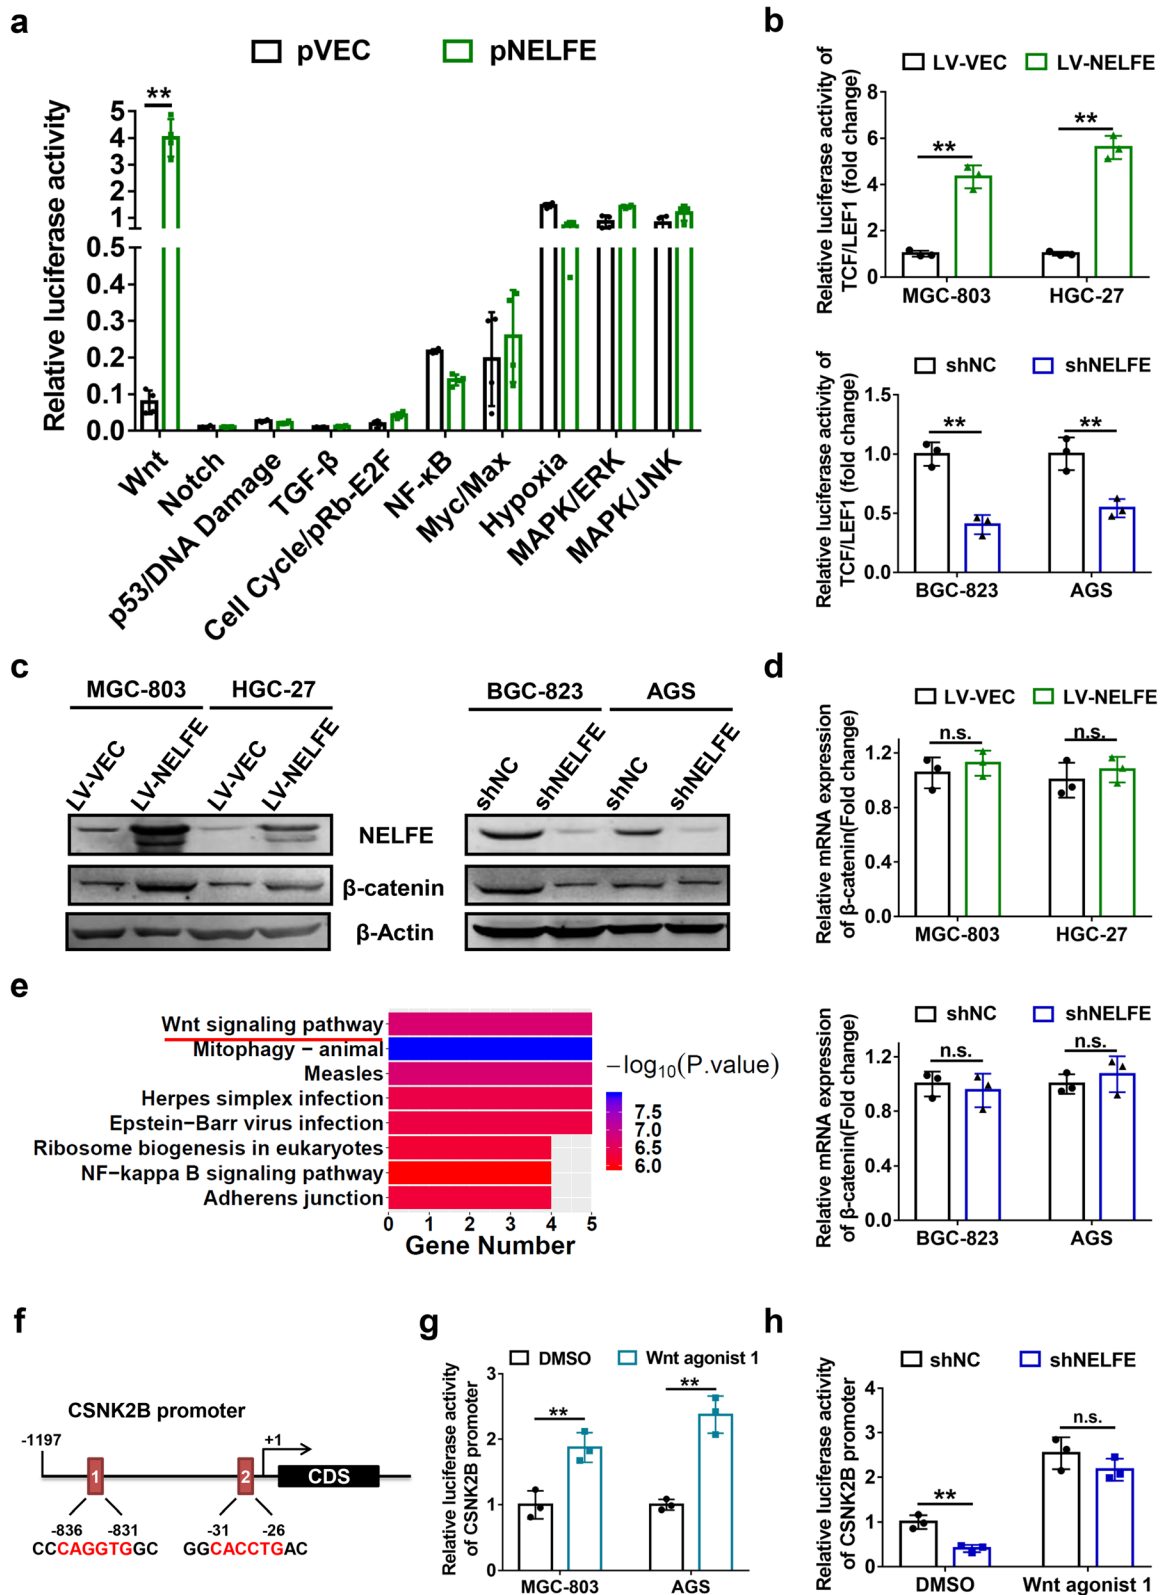 a
pVEC pNELFE
Relative luciferase activity
**
5
4
3
2
1
0.5
0.4
0.3
0.2
0.1
0.0
Wnt
Notch
p53/DNA Damage
TGF-β
Cell Cycle/pRb-E2F
NF-κB
Myc/Max
Hypoxia
MAPK/ERK
MAPK/JNK
b
LV-VEC LV-NELFE
Relative luciferase activity of
TCF/LEF1 (fold change)
8
6
4
2
0
** **
MGC-803 HGC-27
shNC shNELFE
Relative luciferase activity of
TCF/LEF1 (fold change)
1.5
1.0
0.5
0.0
** **
BGC-823 AGS
c
MGC-803 HGC-27
LV-VEC LV-NELFE LV-VEC LV-NELFE
BGC-823 AGS
shNC shNELFE shNC shNELFE
NELFE
β-catenin
β-Actin
d
LV-VEC LV-NELFE
Relative mRNA expression
of β-catenin(Fold change)
1.2
0.8
0.4
0.0
n.s. n.s.
MGC-803 HGC-27
shNC shNELFE
Relative mRNA expression
of β-catenin(Fold change)
1.2
0.8
0.4
0.0
n.s. n.s.
BGC-823 AGS
e
Wnt signaling pathway
Mitophagy − animal
Measles
Herpes simplex infection
Epstein−Barr virus infection
Ribosome biogenesis in eukaryotes
NF−kappa B signaling pathway
Adherens junction
0 1 2 3 4 5
Gene Number
−log10(P.value)
7.5
7.0
6.5
6.0
f
CSNK2B promoter
-1197
+1
1 2 CDS
-836 -831 -31 -26
CCCAGGTGGC GGCACCTGAC
g
DMSO Wnt agonist 1
Relative luciferase activity
of CSNK2B promoter
3
2
1
0
** **
MGC-803 AGS
h
shNC shNELFE
Relative luciferase activity
of CSNK2B promoter
4
3
2
1
0
** n.s.
DMSO Wnt agonist 1